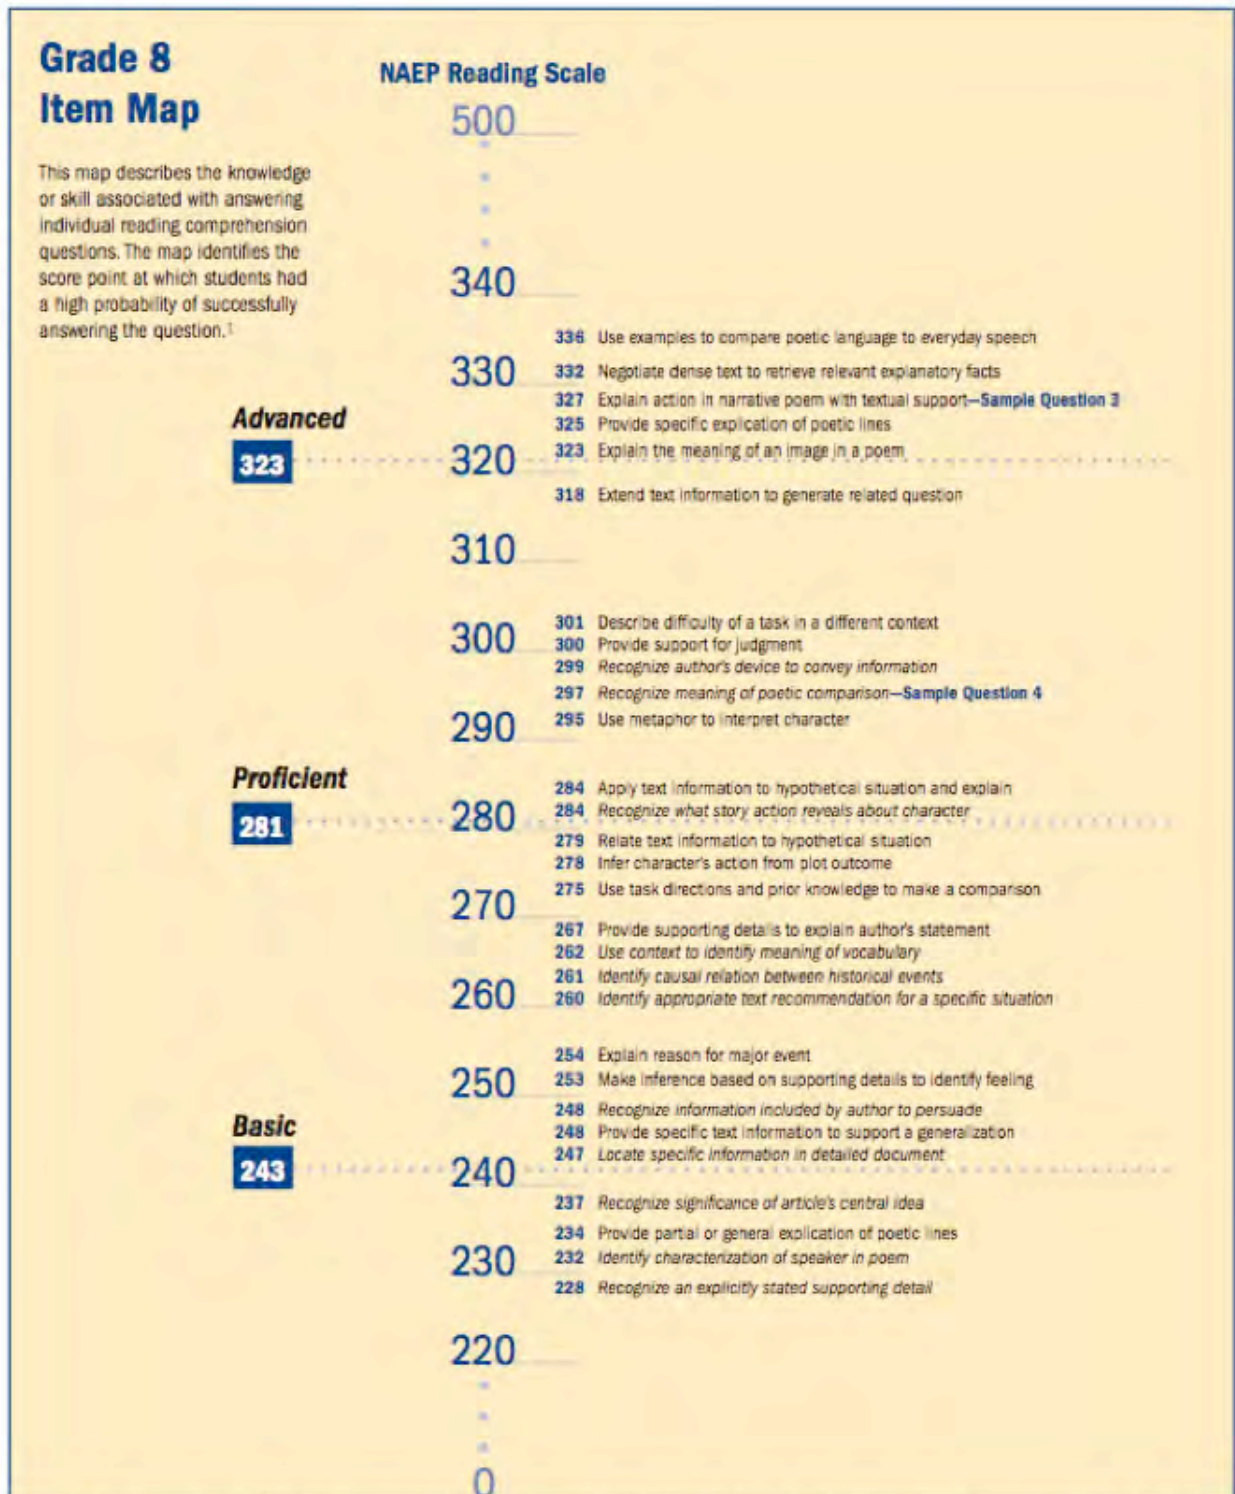 Grade 8
Item Map
NAEP Reading Scale
This map describes the knowledge
or skill associated with answering
individual reading comprehension
questions. The map identifies the
score point at which students had
a high probability of successfully
answering the question.1
500
340
336 Use examples to compare poetic language to everyday speech
330
332 Negotiate dense text to retrieve relevant explanatory facts
327 Explain action in narrative poem with textual support—Sample Question 3
Advanced
325 Provide specific explication of poetic lines
323
320
323 Explain the meaning of an image in a poem
318 Extend text information to generate related question
310
301 Describe difficulty of a task in a different context
300
300 Provide support for judgment
299 Recognize author's device to convey information
297 Recognize meaning of poetic comparison—Sample Question 4
290
295 Use metaphor to interpret character
Proficient
284 Apply text information to hypothetical situation and explain
281
280
284 Recognize what story action reveals about character
279 Relate text information to hypothetical situation
278 Infer character's action from plot outcome
275 Use task directions and prior knowledge to make a comparison
270
267 Provide supporting details to explain author's statement
262 Use context to identify meaning of vocabulary
261 Identify causal relation between historical events
260
260 Identify appropriate text recommendation for a specific situation
254 Explain reason for major event
250
253 Make inference based on supporting details to identify feeling
248 Recognize information included by author to persuade
Basic
248 Provide specific text information to support a generalization
243
240
247 Locate specific information in detailed document
237 Recognize significance of article's central idea
234 Provide partial or general explication of poetic lines
230
232 Identify characterization of speaker in poem
228 Recognize an explicitly stated supporting detail
220
0